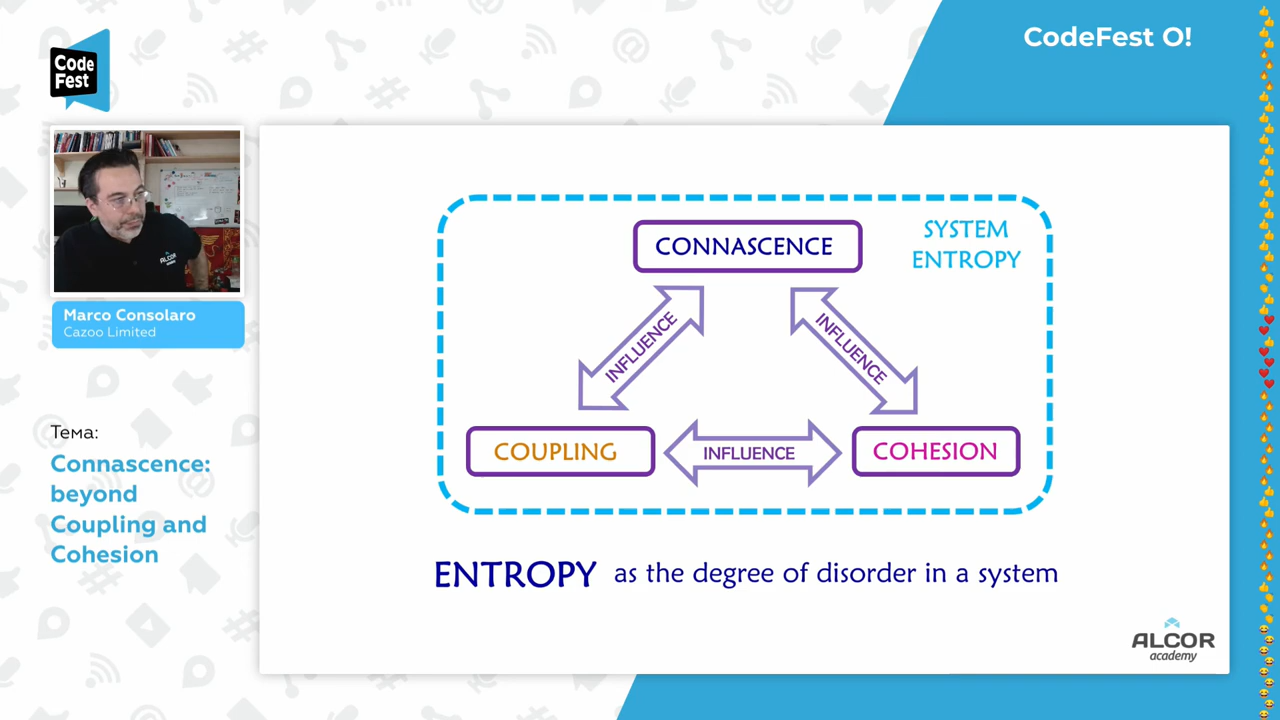 Code
Fest
CodeFest O!
Marco Consolaro
Cazoo Limited
Тема:
Connascence:
beyond
Coupling and
Cohesion
CONNASCENCE
SYSTEM
ENTROPY
INFLUENCE
INFLUENCE
COUPLING
INFLUENCE
COHESION
ENTROPY as the degree of disorder in a system
ALCOR
academy
ALCOR